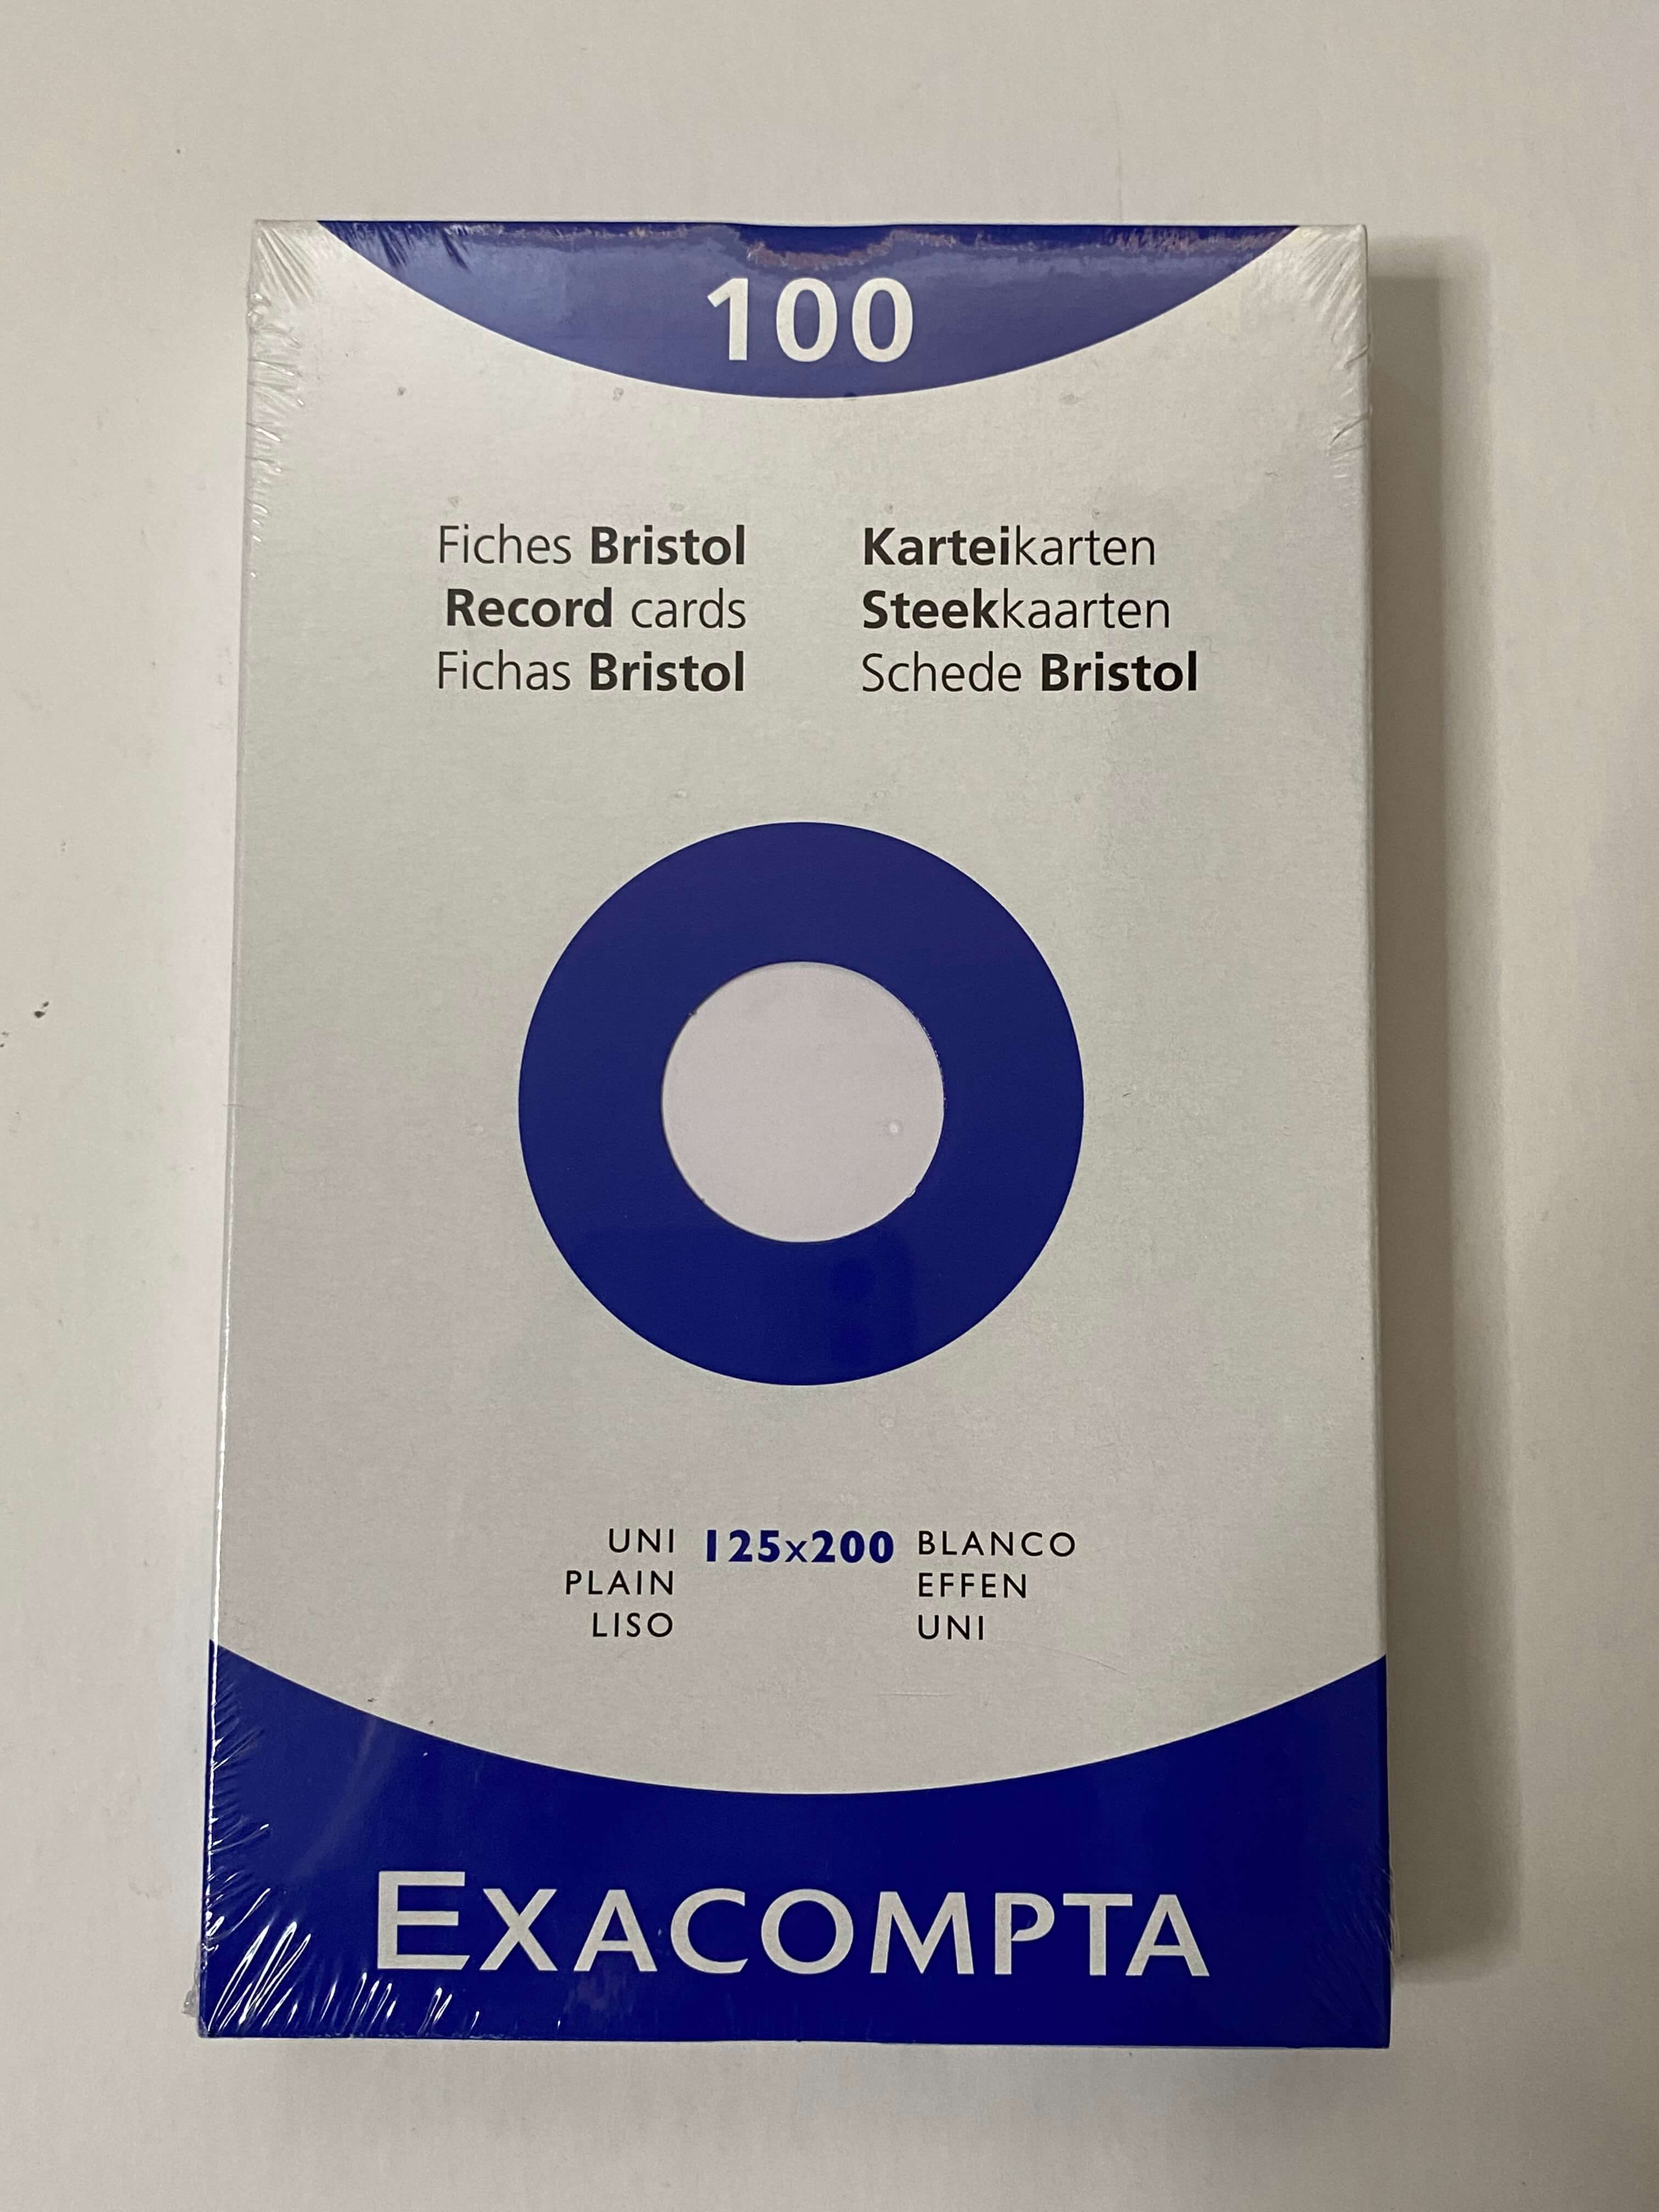 100
Fiches Bristol
Record cards
Fichas Bristol
Karteikarten
Steekkaarten
Schede Bristol
UNI
PLAIN
LISO
125x200
BLANCO
EFFEN
UNI
EXACOMPTA